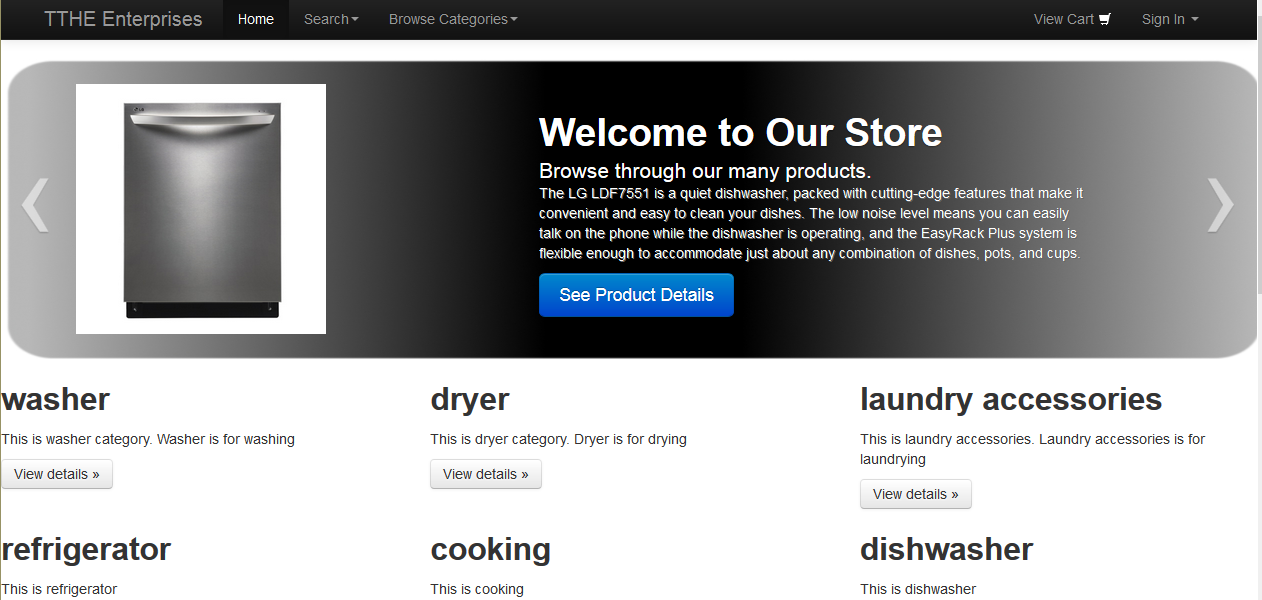 TTHE Enterprises Home Search Browse Categories View Cart Sign In
Welcome to Our Store
Browse through our many products.
The LG LDF7551 is a quiet dishwasher, packed with cutting-edge features that make it
convenient and easy to clean your dishes. The low noise level means you can easily
talk on the phone while the dishwasher is operating, and the EasyRack Plus system is
flexible enough to accommodate just about any combination of dishes, pots, and cups.
See Product Details
washer
This is washer category. Washer is for washing
View details »
dryer
This is dryer category. Dryer is for drying
View details »
laundry accessories
This is laundry accessories. Laundry accessories is for
laundrying
View details »
refrigerator
This is refrigerator
cooking
This is cooking
dishwasher
This is dishwasher